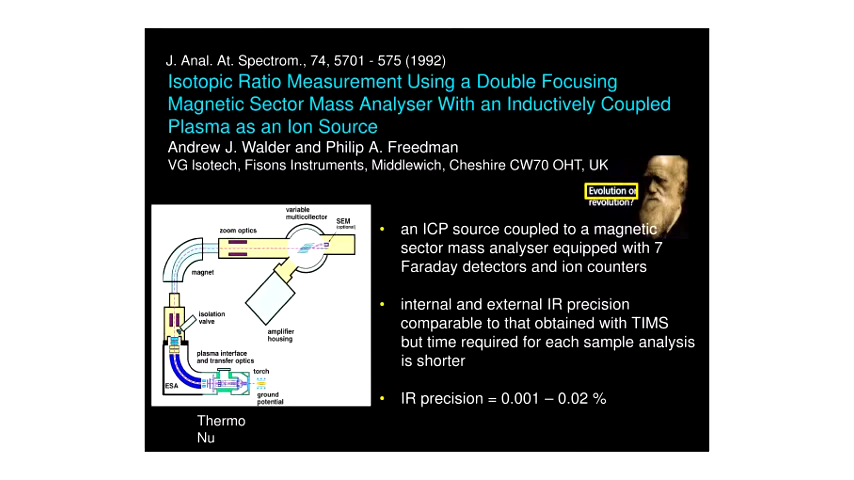 J. Anal. At. Spectrom., 74, 5701 - 575 (1992)
Isotopic Ratio Measurement Using a Double Focusing
Magnetic Sector Mass Analyser With an Inductively Coupled
Plasma as an Ion Source
Andrew J. Walder and Philip A. Freedman
VG Isotech, Fisons Instruments, Middlewich, Cheshire CW70 OHT, UK
Evolution or
revolution?
variable
multicollector
SEM
(optional)
zoom optics
magnet
isolation
valve
amplifier
housing
plasma interface
and transfer optics
torch
ESA
ground
potential
• an ICP source coupled to a magnetic
sector mass analyser equipped with 7
Faraday detectors and ion counters
• internal and external IR precision
comparable to that obtained with TIMS
but time required for each sample analysis
is shorter
• IR precision = 0.001 – 0.02 %
Thermo
Nu